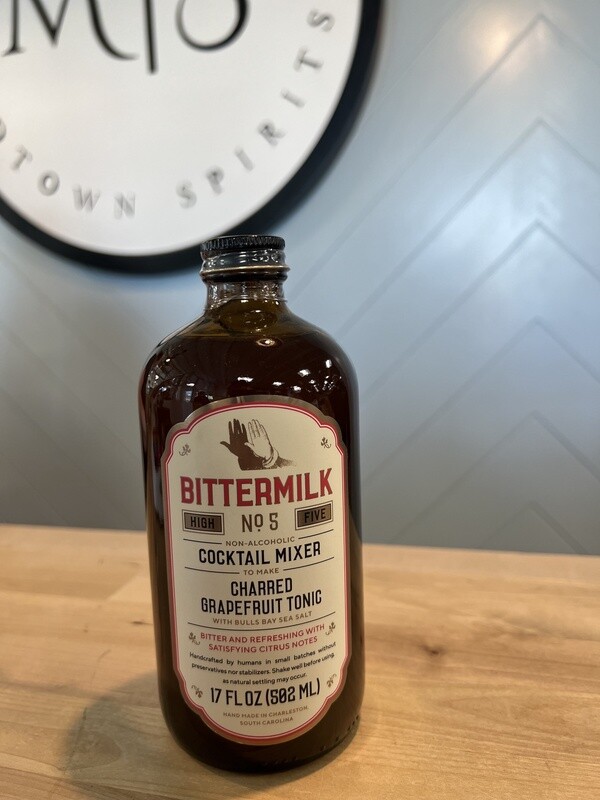 MTS
TOWN SPIRITS
BITTERMILK
HIGH No 5 FIVE
NON-ALCOHOLIC
COCKTAIL MIXER
TO MAKE
CHARRED
GRAPEFRUIT TONIC
WITH BULLS BAY SEA SALT
BITTER AND REFRESHING WITH
SATISFYING CITRUS NOTES
Handcrafted by humans in small batches without
preservatives nor stabilizers. Shake well before using,
as natural settling may occur.
17 FL OZ (502 ML)
HAND MADE IN CHARLESTON,
SOUTH CAROLINA